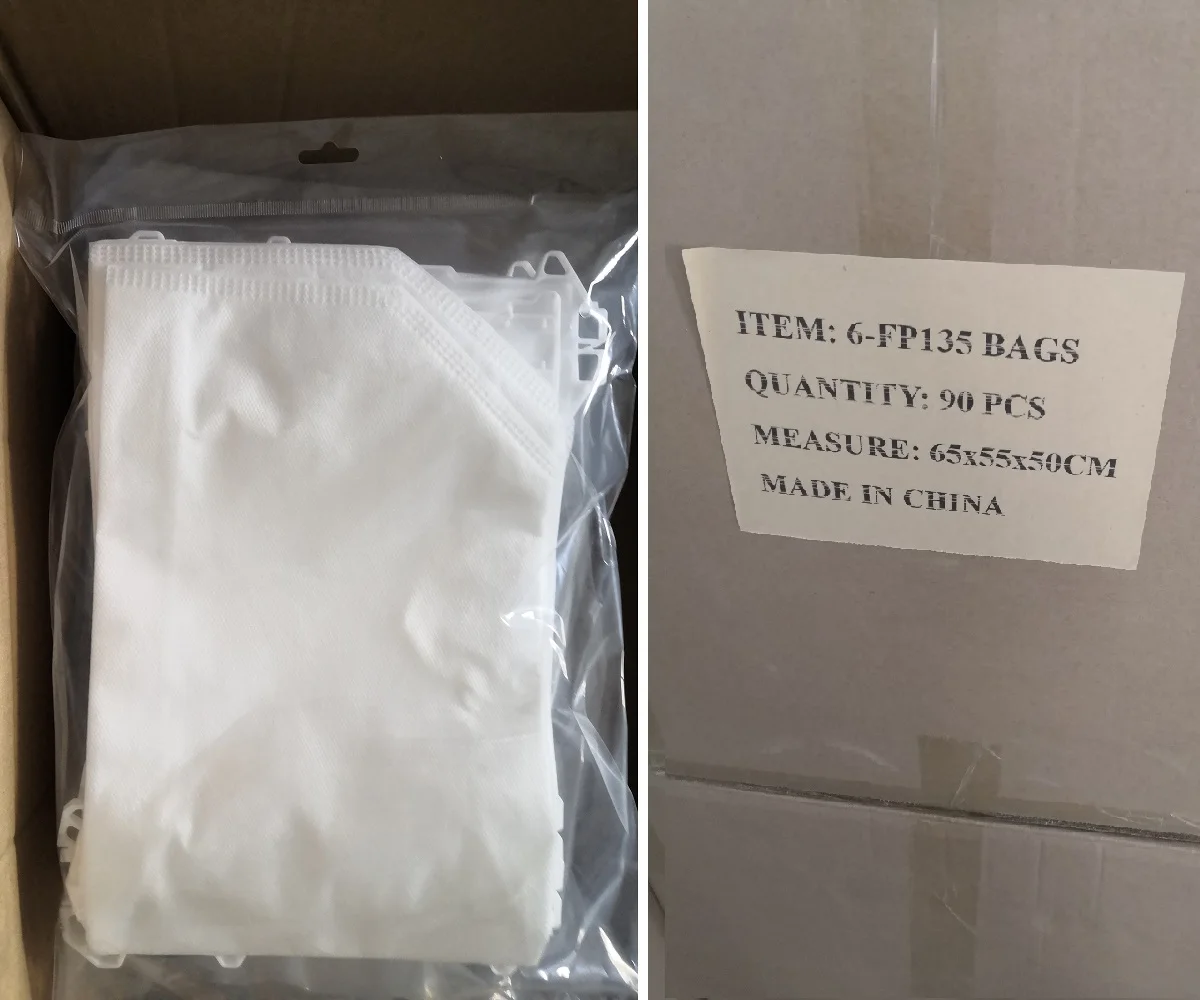 ITEM: 6-FP135 BAGS
QUANTITY: 90 PCS
MEASURE: 65x55x50CM
MADE IN CHINA